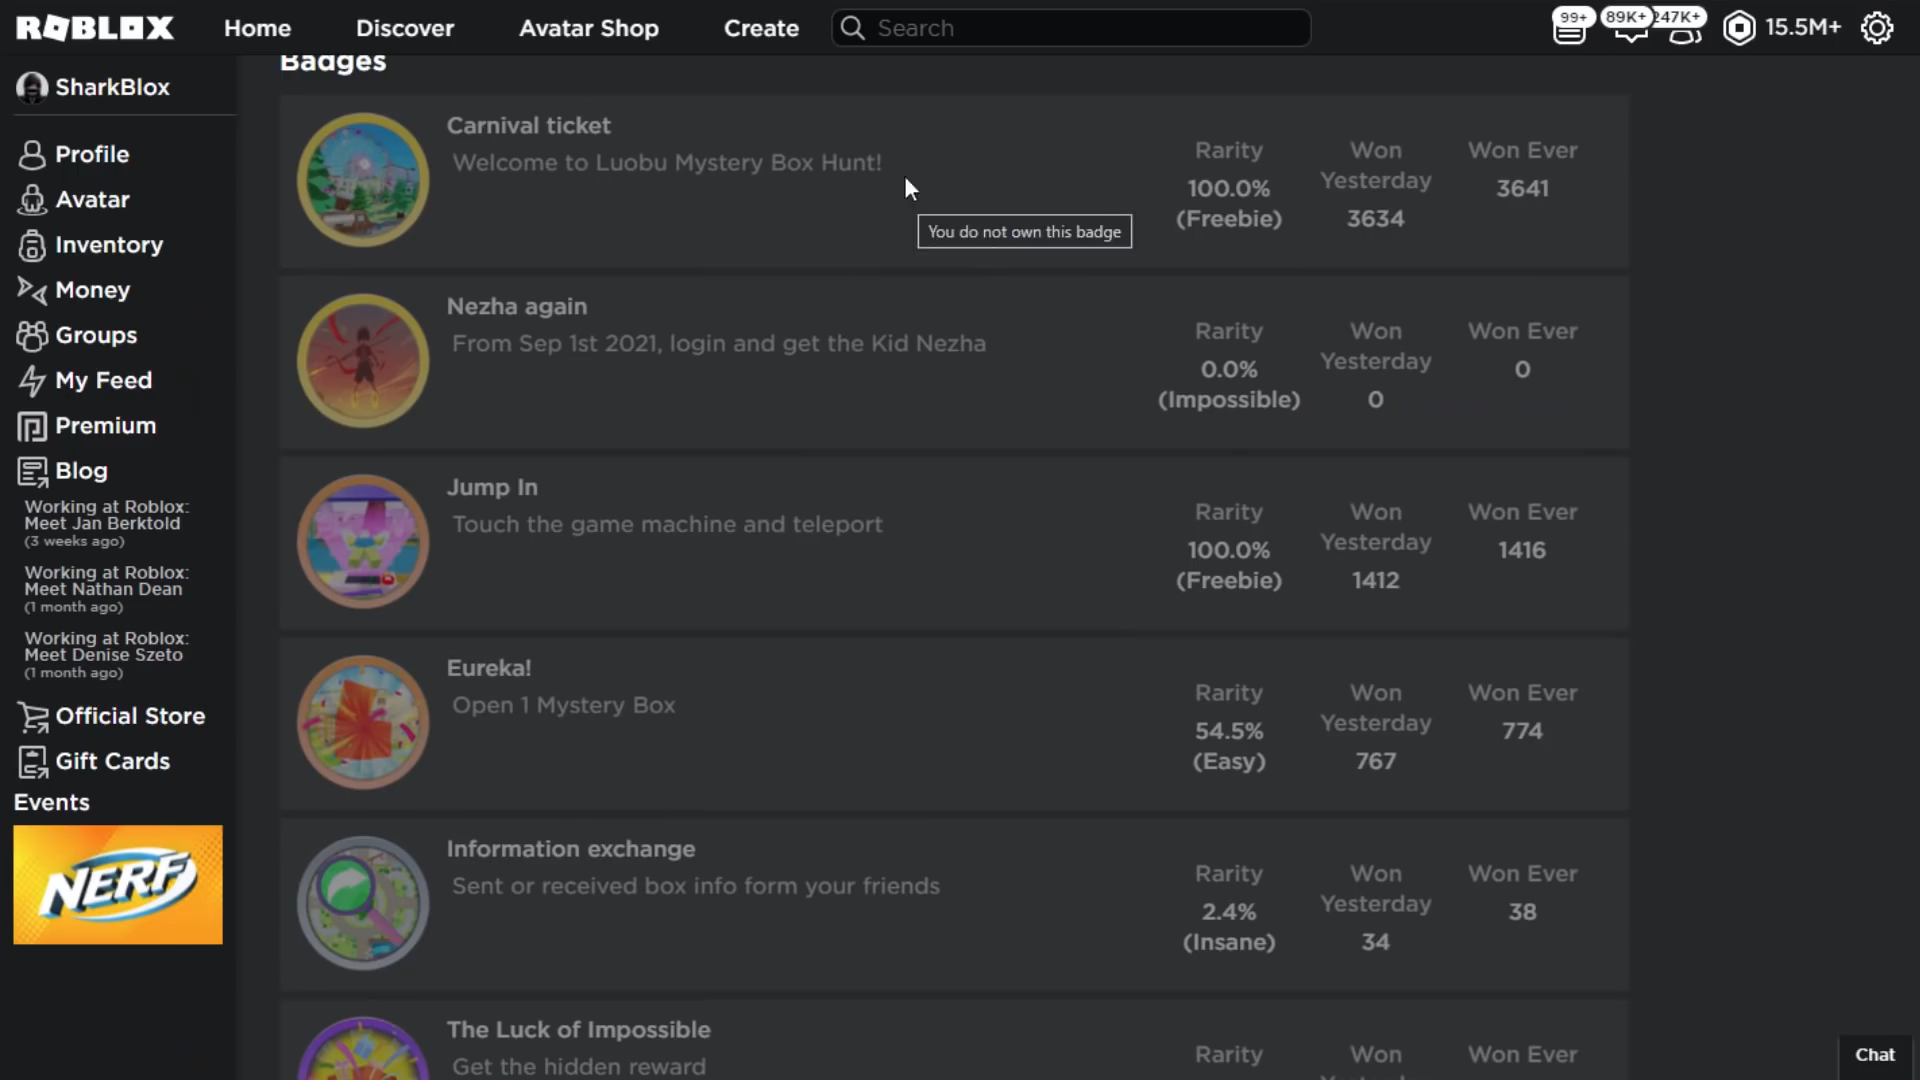 ROBLOX
Home
Discover
Avatar Shop
Create
Search
99+
89K+
247K+
15.5M+
SharkBlox
Profile
Avatar
Inventory
Money
Groups
My Feed
Premium
Blog
Working at Roblox:
Meet Jan Berktold
(3 weeks ago)
Working at Roblox:
Meet Nathan Dean
(1 month ago)
Working at Roblox:
Meet Denise Szeto
(1 month ago)
Official Store
Gift Cards
Events
NERF
Badges
Carnival ticket
Welcome to Luobu Mystery Box Hunt!
You do not own this badge
Rarity
100.0%
(Freebie)
Won
Yesterday
3634
Won Ever
3641
Nezha again
From Sep 1st 2021, login and get the Kid Nezha
Rarity
0.0%
(Impossible)
Won
Yesterday
0
Won Ever
0
Jump In
Touch the game machine and teleport
Rarity
100.0%
(Freebie)
Won
Yesterday
1412
Won Ever
1416
Eureka!
Open 1 Mystery Box
Rarity
54.5%
(Easy)
Won
Yesterday
767
Won Ever
774
Information exchange
Sent or received box info form your friends
Rarity
2.4%
(Insane)
Won
Yesterday
34
Won Ever
38
The Luck of Impossible
Get the hidden reward
Rarity
Won
Won Ever
Chat